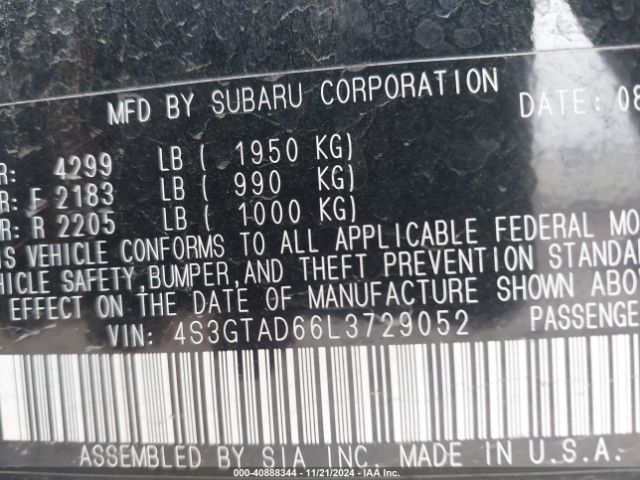 MFD BY SUBARU CORPORATION DATE: 08
R: 4299 LB ( 1950 KG)
R: F 2183 LB ( 990 KG)
R: R 2205 LB ( 1000 KG)
IS VEHICLE CONFORMS TO ALL APPLICABLE FEDERAL MO
HICLE SAFETY,BUMPER,AND THEFT PREVENTION STANDA
EFFECT ON THE DATE OF MANUFACTURE SHOWN ABO
VIN: 4S3GTAD66L3729052 PASSENGE
ASSEMBLED BY SIA INC. MADE IN U.S.A.
© 40888344 - 11/21/2024 - IAA Inc.